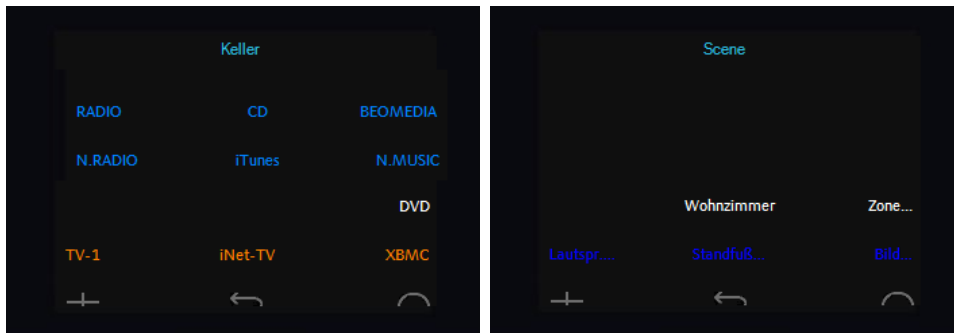 Keller
RADIO CD BEOMEDIA
N.RADIO iTunes N.MUSIC
DVD
TV-1 iNet-TV XBMC
Scene
Wohnzimmer Zone...
Lautspr.... Standfuß... Bild...